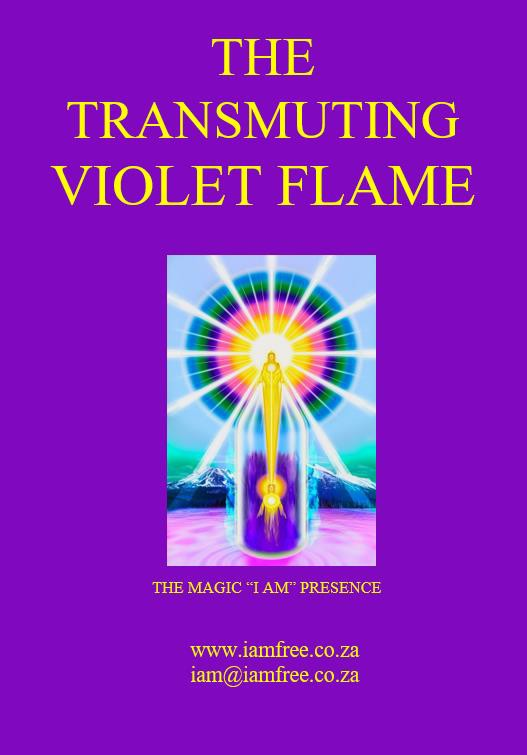 THE
TRANSMUTING
VIOLET FLAME
THE MAGIC “I AM” PRESENCE
www.iamfree.co.za
iam@iamfree.co.za